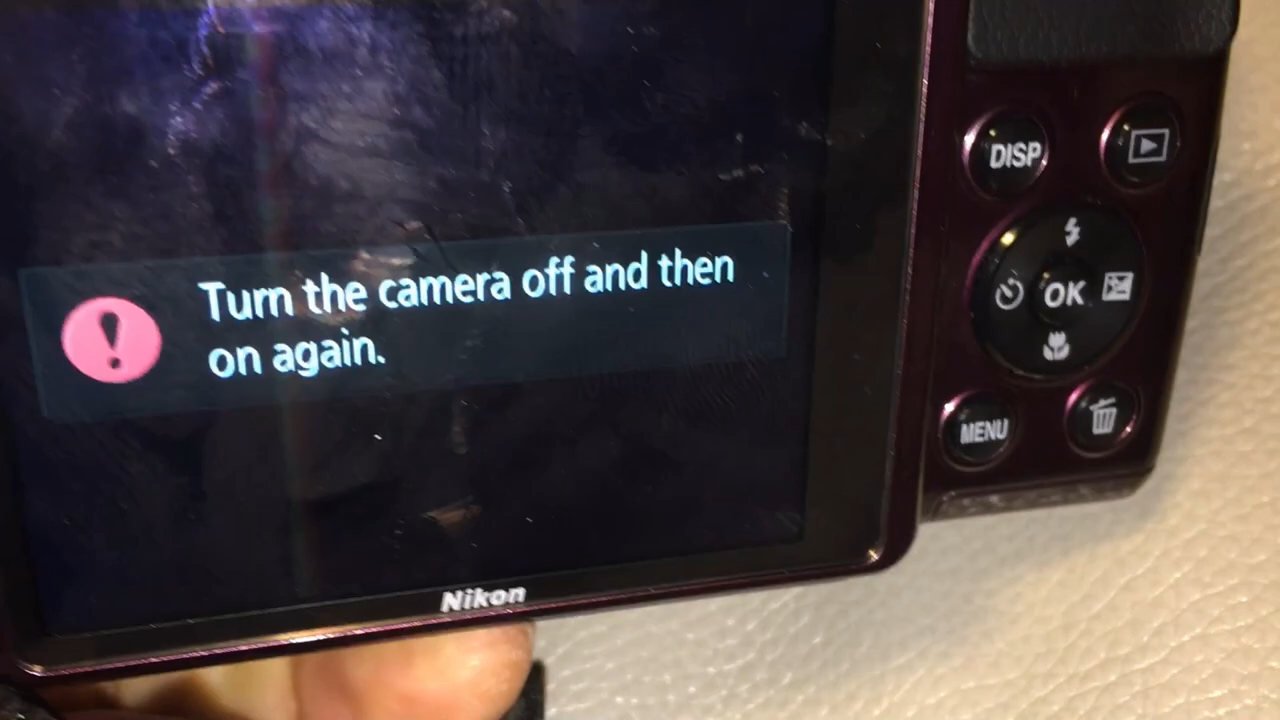 DISP
Turn the camera off and then
on again.
OK
MENU
Nikon